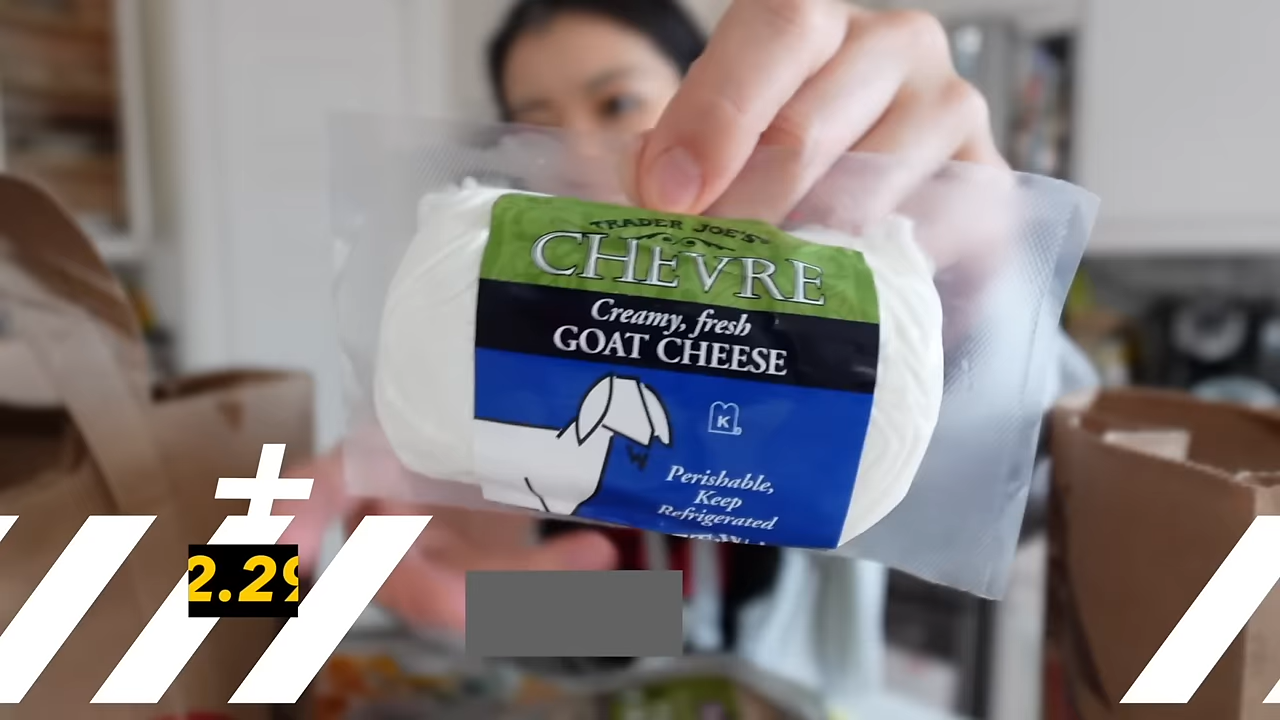 TRADER JOE'S
CHEVRE
Creamy, fresh
GOAT CHEESE
K
Perishable,
Keep
Refrigerated
+
2.29